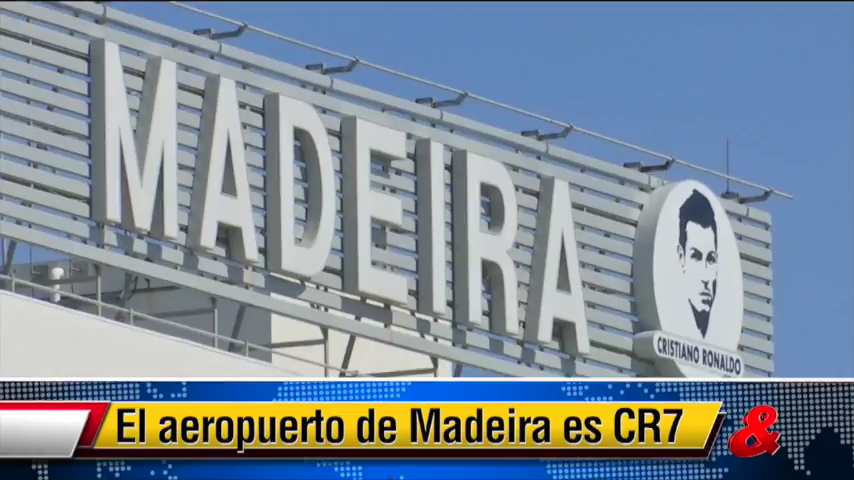 MADEIRA
CRISTIANO RONALDO
El aeropuerto de Madeira es CR7
&